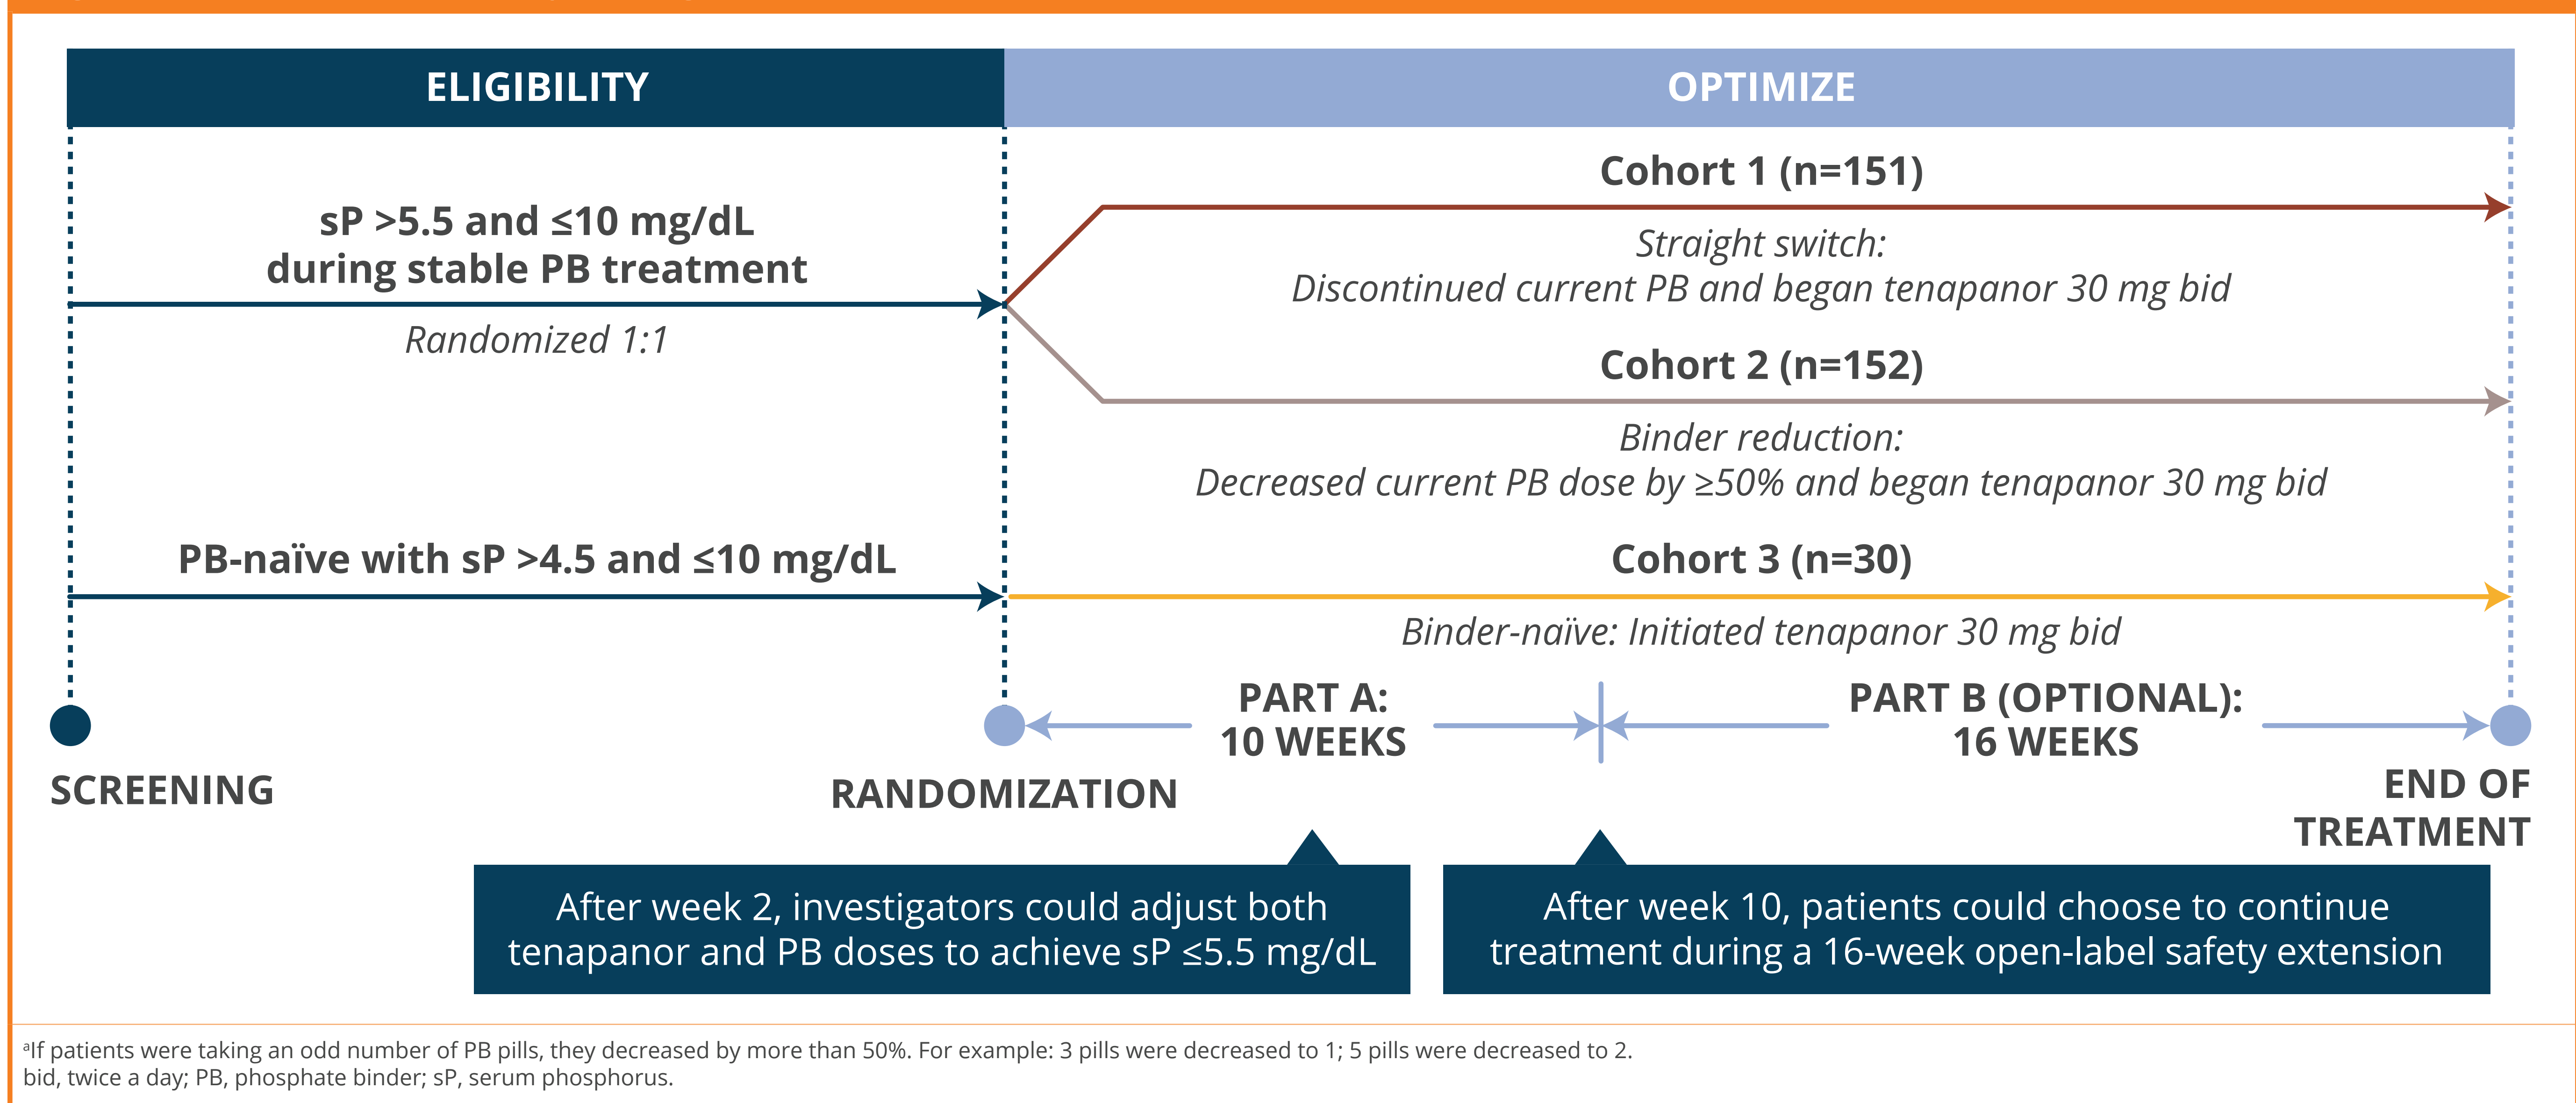 ELIGIBILITY
OPTIMIZE
sP >5.5 and ≤10 mg/dL
during stable PB treatment
Randomized 1:1
Cohort 1 (n=151)
Straight switch:
Discontinued current PB and began tenapanor 30 mg bid
Cohort 2 (n=152)
Binder reduction:
Decreased current PB dose by ≥50% and began tenapanor 30 mg bid
PB-naïve with sP >4.5 and ≤10 mg/dL
Cohort 3 (n=30)
Binder-naïve: Initiated tenapanor 30 mg bid
PART A:
10 WEEKS
PART B (OPTIONAL):
16 WEEKS
SCREENING
RANDOMIZATION
END OF
TREATMENT
After week 2, investigators could adjust both
tenapanor and PB doses to achieve sP ≤5.5 mg/dL
After week 10, patients could choose to continue
treatment during a 16-week open-label safety extension
ᵃIf patients were taking an odd number of PB pills, they decreased by more than 50%. For example: 3 pills were decreased to 1; 5 pills were decreased to 2.
bid, twice a day; PB, phosphate binder; sP, serum phosphorus.